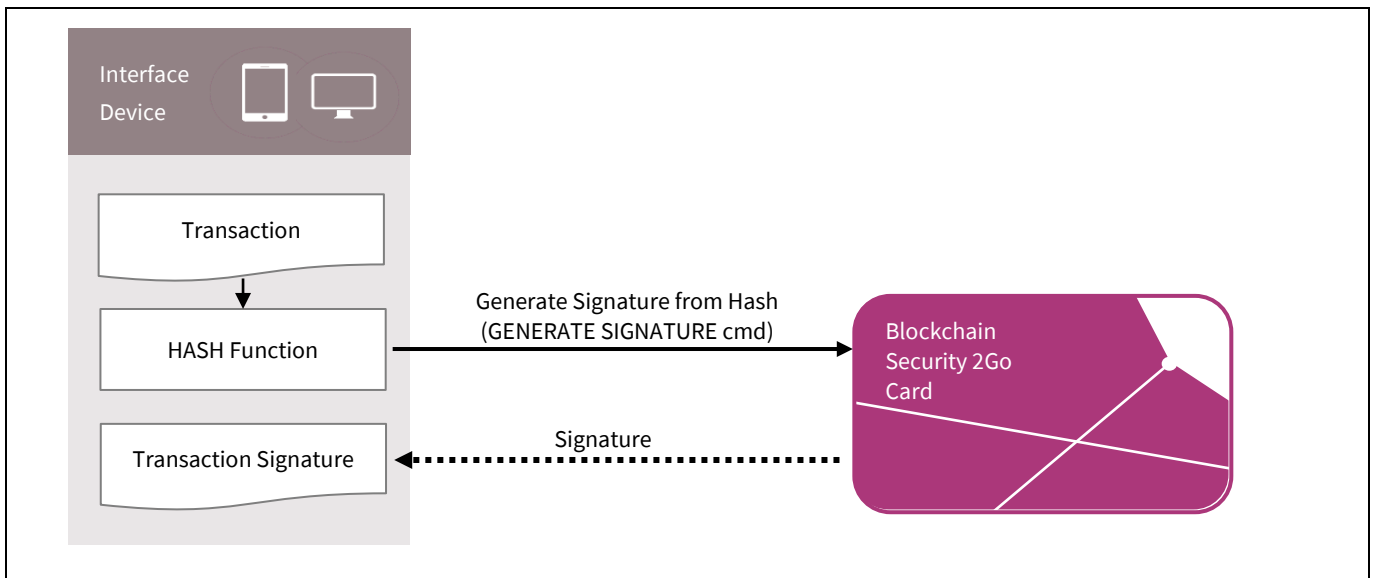 Interface
Device
Transaction
HASH Function
Transaction Signature
Generate Signature from Hash
(GENERATE SIGNATURE cmd)
Signature
Blockchain
Security 2Go
Card